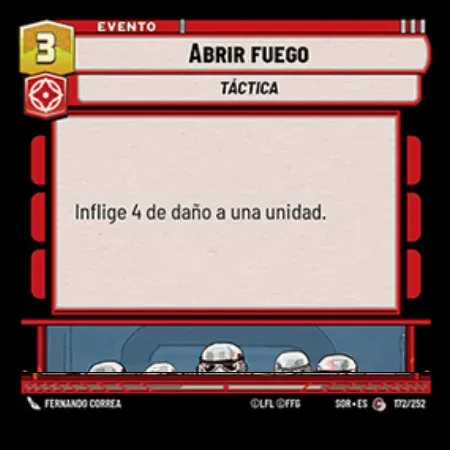 EVENTO
3
ABRIR FUEGO
TÁCTICA
Inflige 4 de daño a una unidad.
FERNANDO CORREA
©LFL ©FFG
SOR • ES
C
172/252